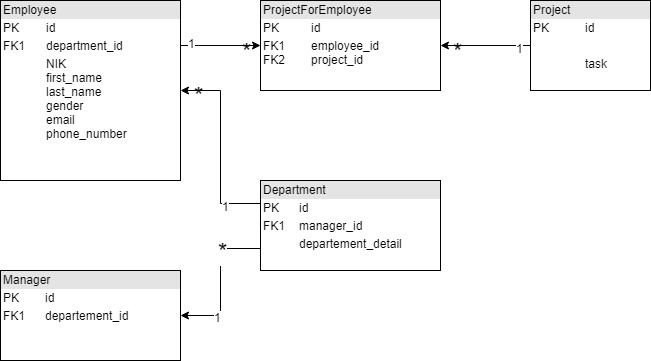 Employee
PK id
FK1 department_id
NIK
first_name
last_name
gender
email
phone_number
1
*
ProjectForEmployee
PK id
FK1 employee_id
FK2 project_id
*
1
Project
PK id
task
*
1
Department
PK id
FK1 manager_id
departement_detail
*
1
Manager
PK id
FK1 departement_id